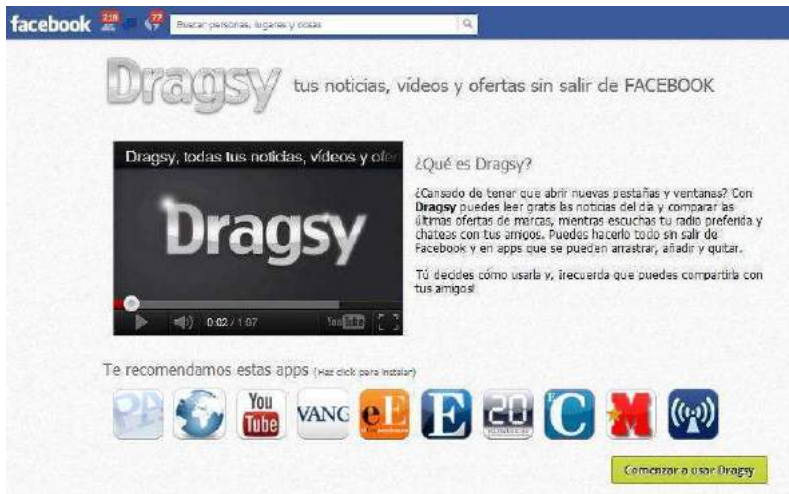 facebook
219
77
Buscar personas, lugares y cosas
Dragsy tus noticias, vídeos y ofertas sin salir de FACEBOOK
Dragsy, todas tus noticias, vídeos y ofer
Dragsy
0:02 / 1:07
YouTube
¿Qué es Dragsy?
¿Cansado de tener que abrir nuevas pestañas y ventanas? Con
Dragsy puedes leer gratis las noticias del día y comparar las
últimas ofertas de marcas, mientras escuchas tu radio preferida y
chateas con tus amigos. Puedes hacerlo todo sin salir de
Facebook y en apps que se pueden arrastrar, añadir y quitar.
Tú decides cómo usarla y, ¡recuerda que puedes compartirla con
tus amigos!
Te recomendamos estas apps (Haz click para instalar)
You
Tube
VANG
eE
E
20
C
M
Comenzar a usar Dragsy